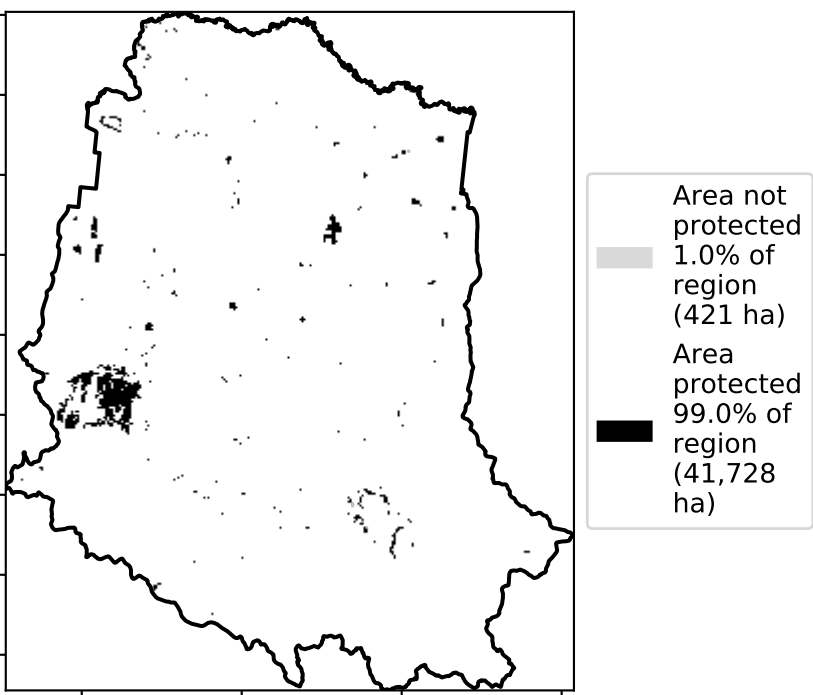 Area not
protected
1.0% of
region
(421 ha)
Area
protected
99.0% of
region
(41,728
ha)